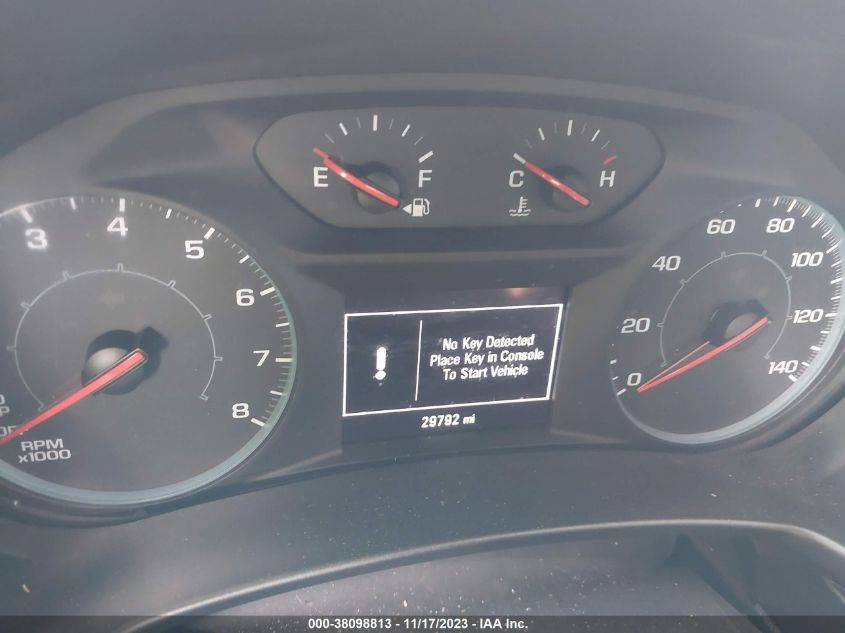 E F
C H
3 4 5 6 7 8
RPM
x1000
0 20 40 60 80 100 120 140
No Key Detected
Place Key in Console
To Start Vehicle
29792 mi
000-38098813 - 11/17/2023 - IAA Inc.